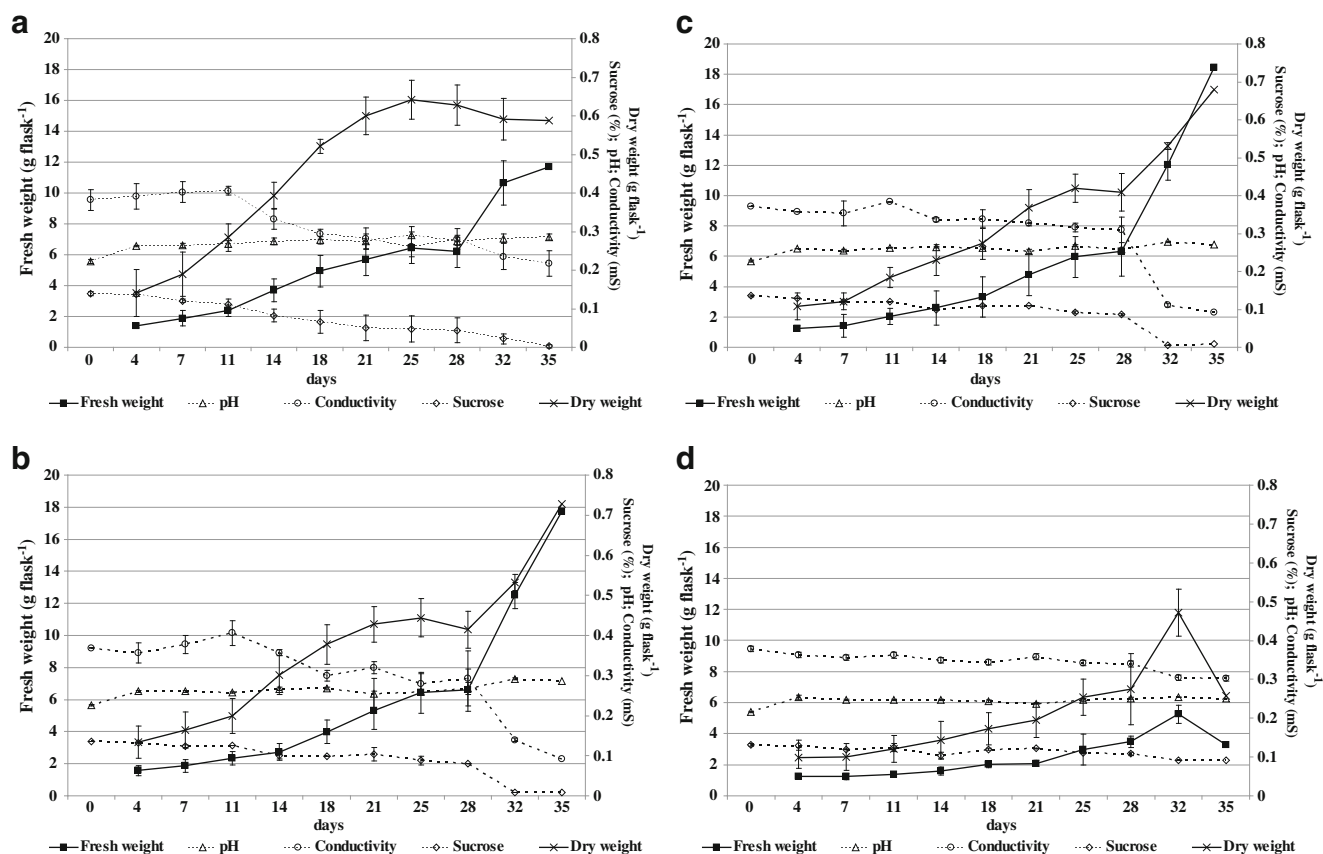 a
Fresh weight (g flask-1)
20
18
16
14
12
10
8
6
4
2
0
0.8
0.7
0.6
0.5
0.4
0.3
0.2
0.1
0
Dry weight (g flask-1)
Sucrose (%); pH; Conductivity (mS)
0 4 7 11 14 18 21 25 28 32 35
days
Fresh weight pH Conductivity Sucrose Dry weight
c
Fresh weight (g flask-1)
20
18
16
14
12
10
8
6
4
2
0
0.8
0.7
0.6
0.5
0.4
0.3
0.2
0.1
0
Dry weight (g flask-1)
Sucrose (%); pH; Conductivity (mS)
0 4 7 11 14 18 21 25 28 32 35
days
Fresh weight pH Conductivity Sucrose Dry weight
b
Fresh weight (g flask-1)
20
18
16
14
12
10
8
6
4
2
0
0.8
0.7
0.6
0.5
0.4
0.3
0.2
0.1
0
Dry weight (g flask-1)
Sucrose (%); pH; Conductivity (mS)
0 4 7 11 14 18 21 25 28 32 35
days
Fresh weight pH Conductivity Sucrose Dry weight
d
Fresh weight (g flask-1)
20
18
16
14
12
10
8
6
4
2
0
0.8
0.7
0.6
0.5
0.4
0.3
0.2
0.1
0
Dry weight (g flask-1)
Sucrose (%); pH; Conductivity (mS)
0 4 7 11 14 18 21 25 28 32 35
days
Fresh weight pH Conductivity Sucrose Dry weight